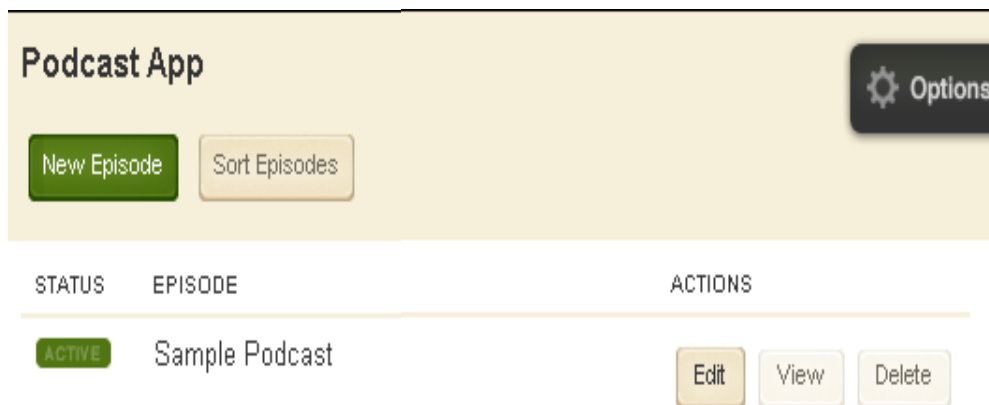 Podcast App
Options
New Episode Sort Episodes
STATUS EPISODE ACTIONS
ACTIVE Sample Podcast Edit View Delete